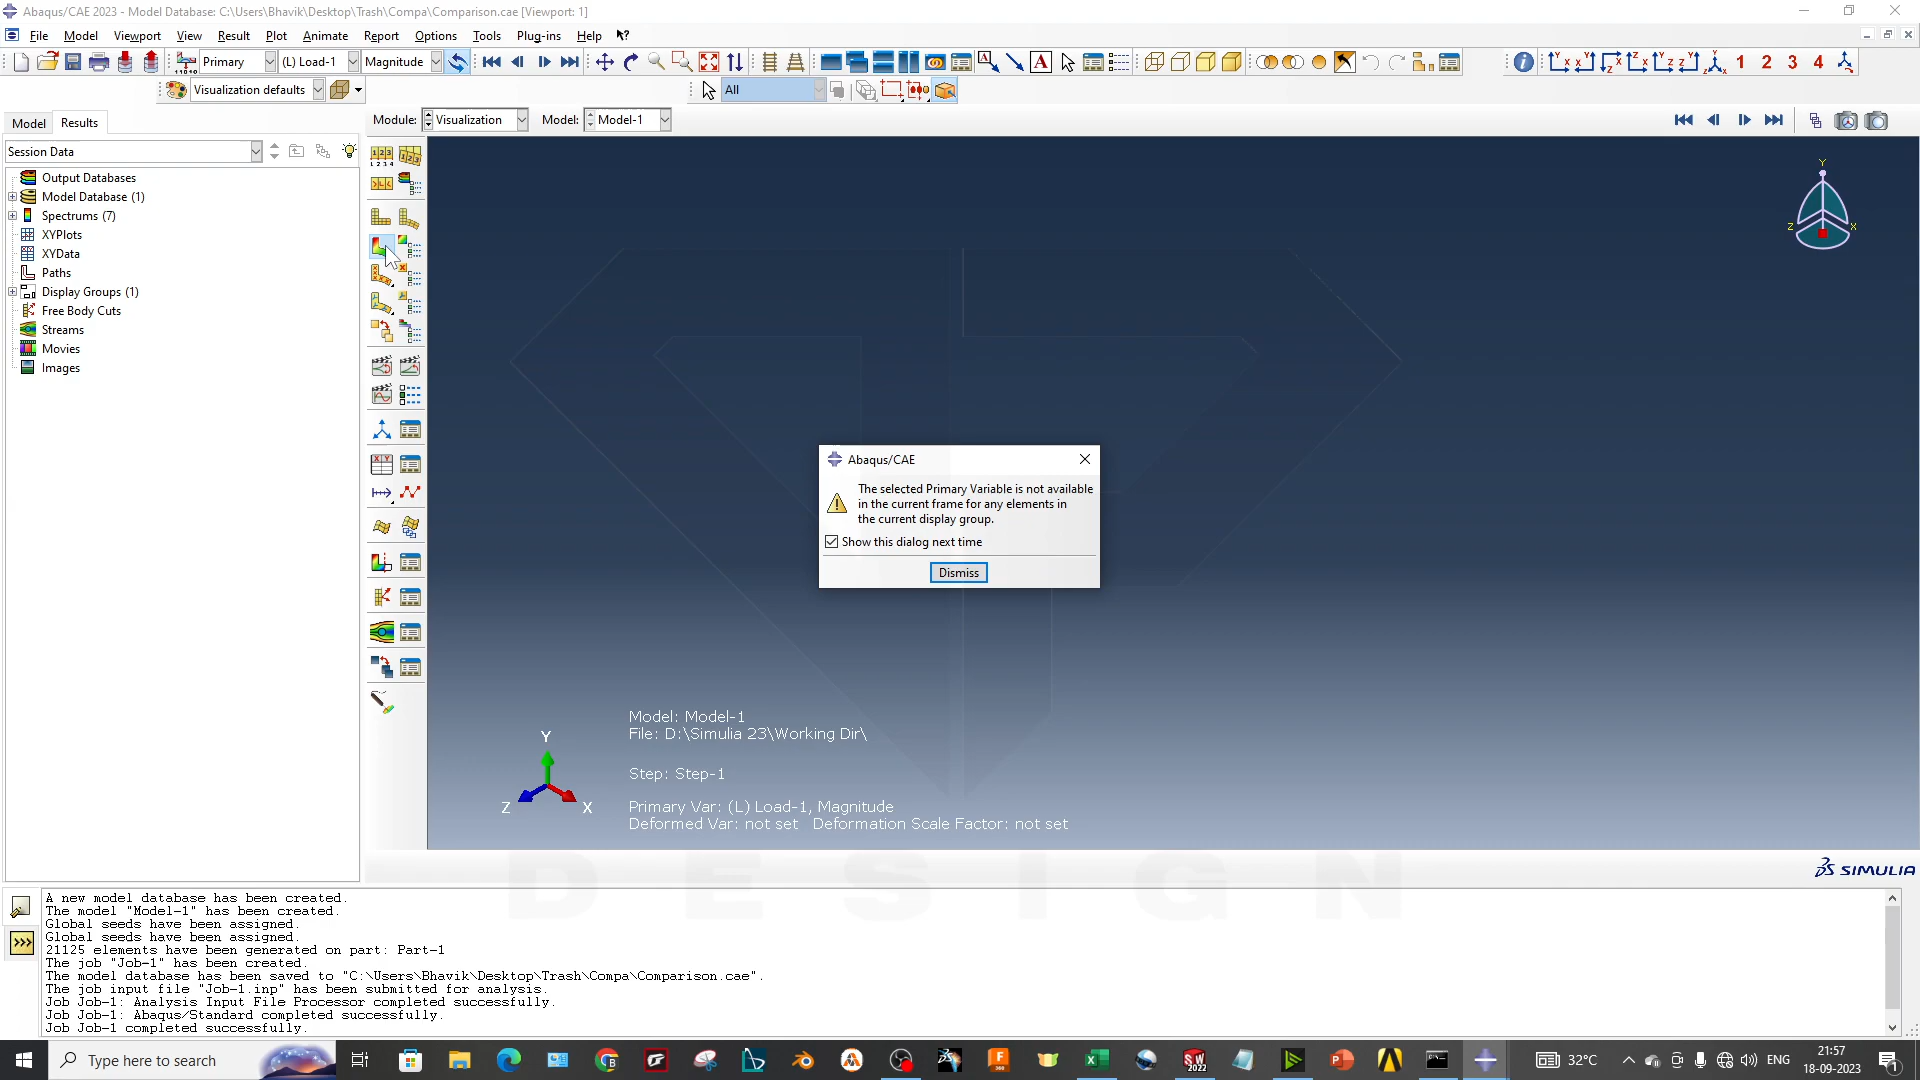 Abaqus/CAE 2023 - Model Database: C:\Users\Bhavik\Desktop\Trash\Compa\Comparison.cae [Viewport: 1]
File Model Viewport View Result Plot Animate Report Options Tools Plug-ins Help
Primary (L) Load-1 Magnitude 1 2 3 4
Visualization defaults All
Model Results Module: Visualization Model: Model-1
Session Data
Output Databases
Model Database (1)
Spectrums (7)
XYPlots
XYData
Paths
Display Groups (1)
Free Body Cuts
Streams
Movies
Images
Y
Z X
Abaqus/CAE
The selected Primary Variable is not available
in the current frame for any elements in
the current display group.
Show this dialog next time
Dismiss
Model: Model-1
File: D:\Simulia 23\Working Dir\
Step: Step-1
Primary Var: (L) Load-1, Magnitude
Deformed Var: not set Deformation Scale Factor: not set
Y
Z X
DESIGN
SIMULIA
A new model database has been created.
The model "Model-1" has been created.
Global seeds have been assigned.
Global seeds have been assigned.
21125 elements have been generated on part: Part-1
The job "Job-1" has been created.
The model database has been saved to "C:\Users\Bhavik\Desktop\Trash\Compa\Comparison.cae".
The job input file "Job-1.inp" has been submitted for analysis.
Job Job-1: Analysis Input File Processor completed successfully.
Job Job-1: Abaqus/Standard completed successfully.
Job Job-1 completed successfully.
Type here to search
32°C ENG
21:57
18-09-2023